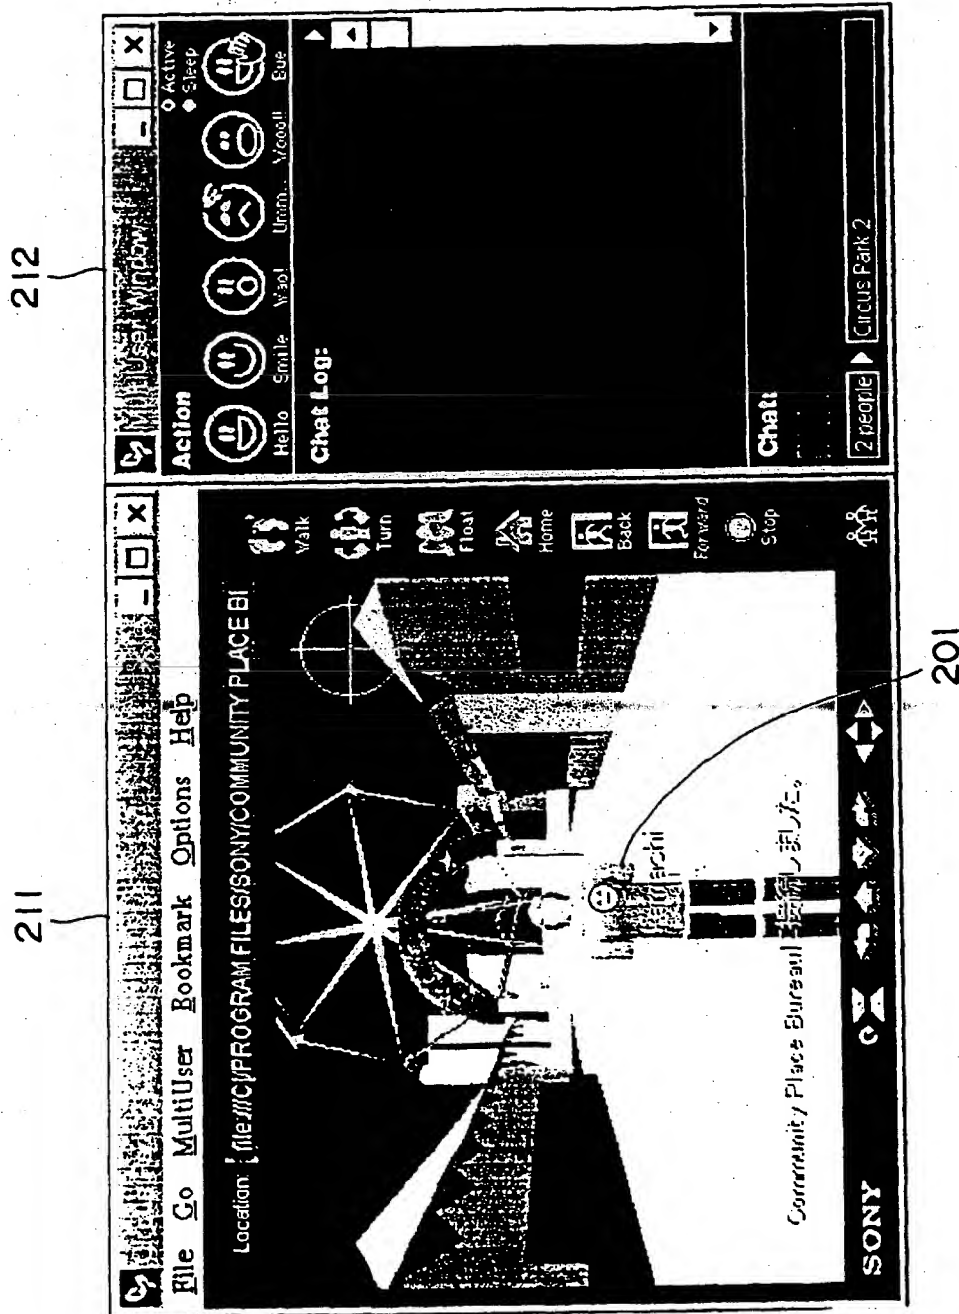 211
212
File Go MultiUser Bookmark Options Help
Location: file:///C|/PROGRAM FILES/SONY/COMMUNITY PLACE BI
Walk
Turn
Float
Home
Back
Forward
Stop
Community Place Bureau
SONY
201
Multi User Window
Action
Active
Sleep
Hello Smile Wao! Umm.. Wooo!!
Chat Log:
Chat:
2 people Circus Park 2